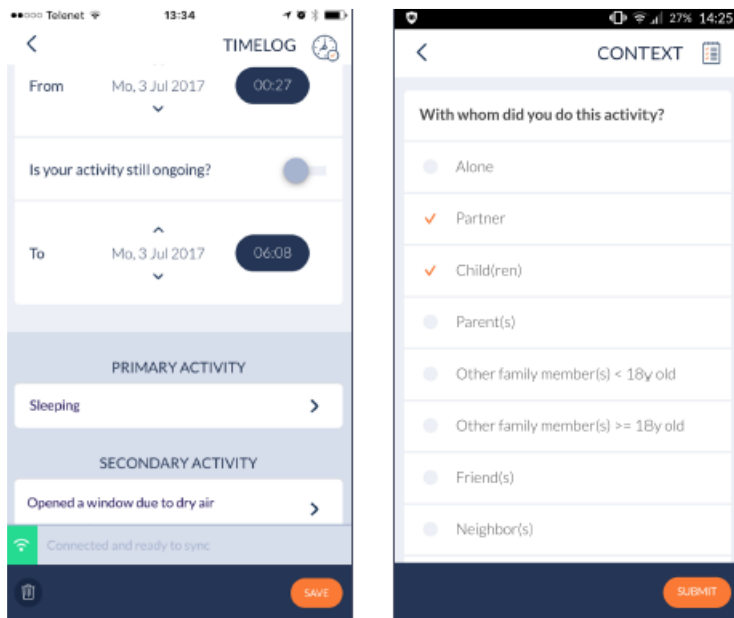 Telenet 13:34
TIMELOG
From Mo, 3 Jul 2017 00:27
Is your activity still ongoing?
To Mo, 3 Jul 2017 06:08
PRIMARY ACTIVITY
Sleeping
SECONDARY ACTIVITY
Opened a window due to dry air
Connected and ready to sync
SAVE
27% 14:25
CONTEXT
With whom did you do this activity?
Alone
Partner
Child(ren)
Parent(s)
Other family member(s) < 18y old
Other family member(s) >= 18y old
Friend(s)
Neighbor(s)
SUBMIT